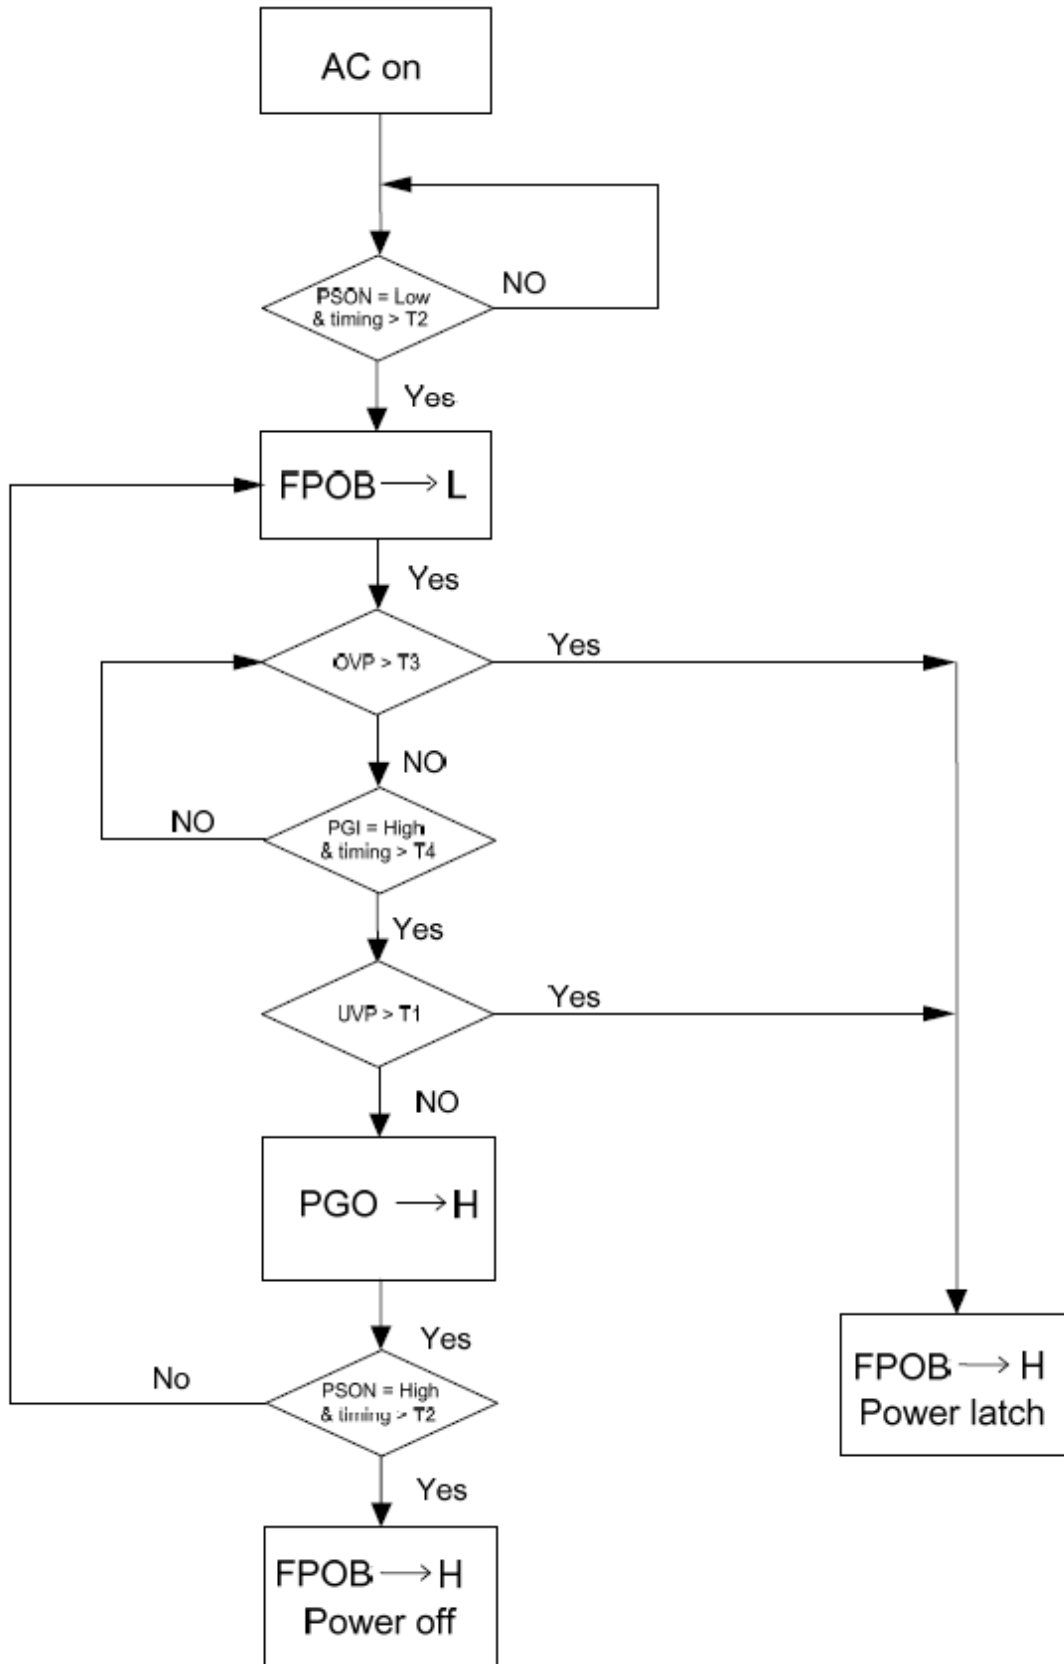 AC on
PSON = Low
& timing > T2
NO
Yes
FPOB → L
Yes
OVP > T3
Yes
NO
PGI = High
& timing > T4
NO
Yes
UVP > T1
Yes
NO
PGO → H
Yes
PSON = High
& timing > T2
No
Yes
FPOB → H
Power latch
FPOB → H
Power off